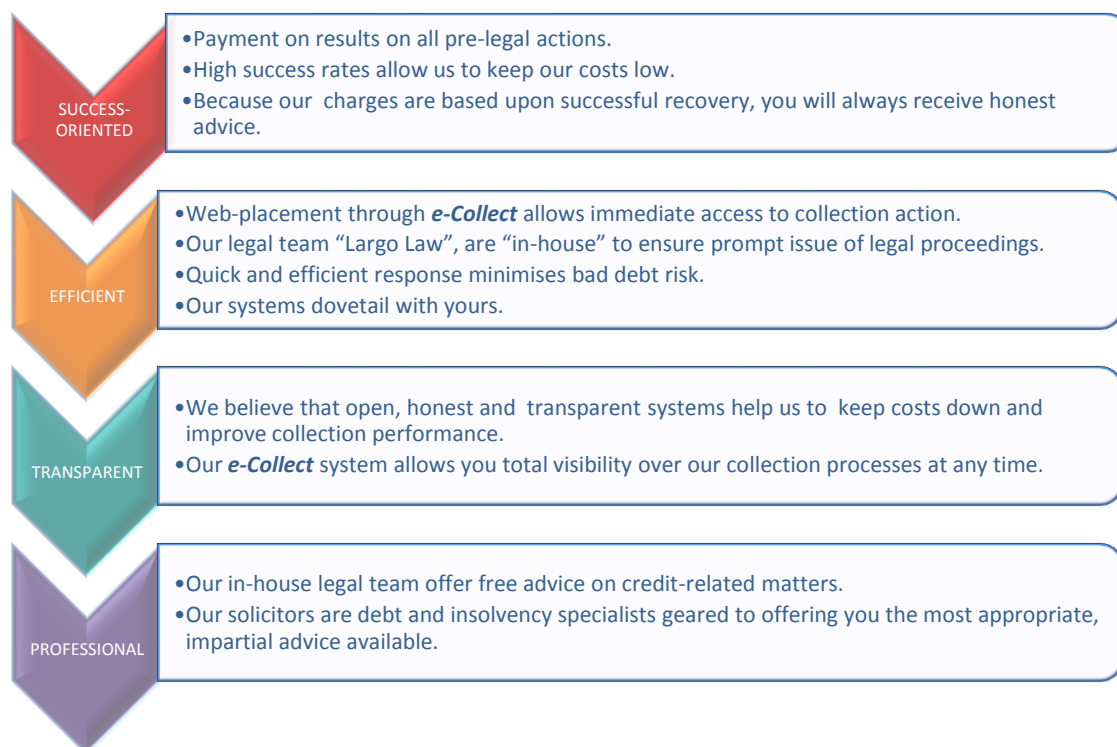 SUCCESS-
ORIENTED
•Payment on results on all pre-legal actions.
•High success rates allow us to keep our costs low.
•Because our  charges are based upon successful recovery, you will always receive honest
advice.
EFFICIENT
•Web-placement through e-Collect allows immediate access to collection action.
•Our legal team “Largo Law”, are “in-house” to ensure prompt issue of legal proceedings.
•Quick and efficient response minimises bad debt risk.
•Our systems dovetail with yours.
TRANSPARENT
•We believe that open, honest and  transparent systems help us to  keep costs down and
improve collection performance.
•Our e-Collect system allows you total visibility over our collection processes at any time.
PROFESSIONAL
•Our in-house legal team offer free advice on credit-related matters.
•Our solicitors are debt and insolvency specialists geared to offering you the most appropriate,
impartial advice available.